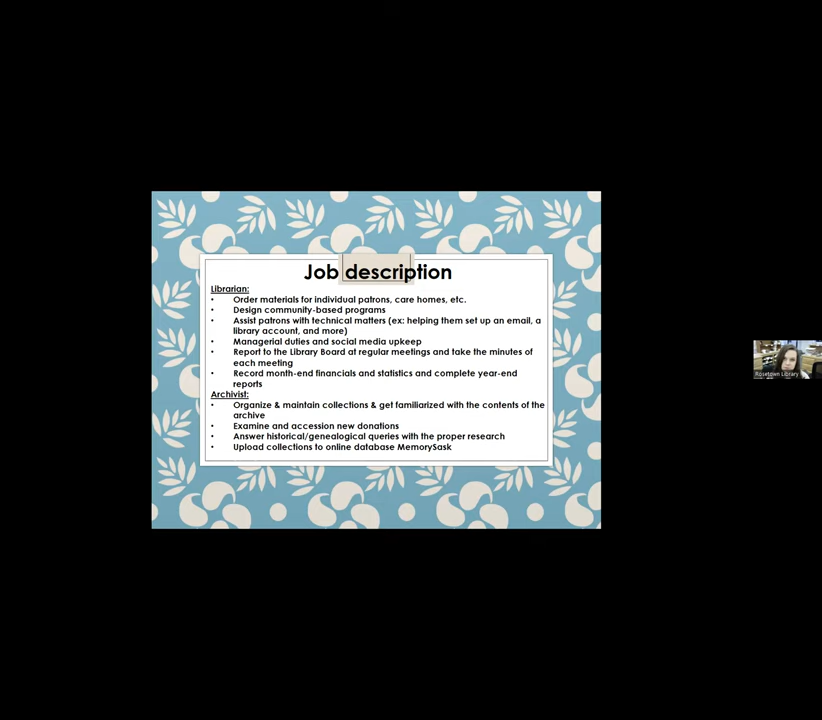 Job description
Librarian:
• Order materials for individual patrons, care homes, etc.
• Design community-based programs
• Assist patrons with technical matters (ex: helping them set up an email, a
library account, and more)
• Managerial duties and social media upkeep
• Report to the Library Board at regular meetings and take the minutes of
each meeting
• Record month-end financials and statistics and complete year-end
reports
Archivist:
• Organize & maintain collections & get familiarized with the contents of the
archive
• Examine and accession new donations
• Answer historical/genealogical queries with the proper research
• Upload collections to online database MemorySask
Rosetown Library